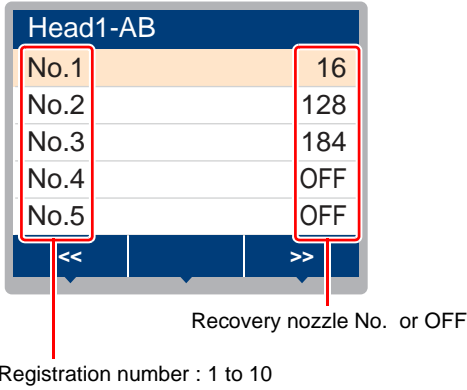 Head1-AB
No.1 16
No.2 128
No.3 184
No.4 OFF
No.5 OFF
<< >>
Recovery nozzle No. or OFF
Registration number : 1 to 10